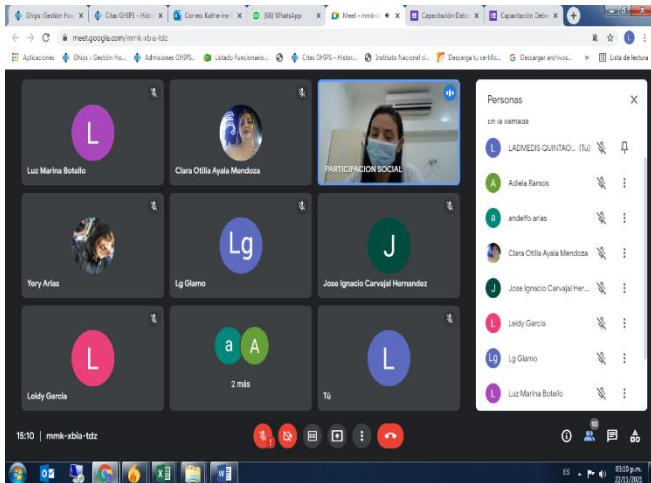 Ghips: Gestión Hos
Citas GHIPS - Histo
Correo: Katherine
(68) WhatsApp
Meet - mmk-x
Capacitación Debe
Capacitación Debe
meet.google.com/mmk-xbia-tdz
Aplicaciones
Ghips : Gestión Ho...
Admisiones GHIPS...
Listado Funcionario...
Citas GHIPS - Histor...
Instituto Nacional d...
Descarga tu certific...
Descargar archivos...
»
Lista de lectura
L
Luz Marina Botello
Clara Otilia Ayala Mendoza
PARTICIPACION SOCIAL
Yery Arias
Lg
Lg Glamo
J
Jose Ignacio Carvajal Hernandez
L
Leidy Garcia
a A
2 más
L
Tú
Personas
En la llamada
L LADMEDIS QUINTAO... (Tú)
A Adiela Ramos
a andelfo arias
Clara Otilia Ayala Mendoza
J Jose Ignacio Carvajal Her...
L Leidy Garcia
Lg Lg Glamo
L Luz Marina Botello
15:10 | mmk-xbia-tdz
10
ES
03:10 p.m.
22/11/2021